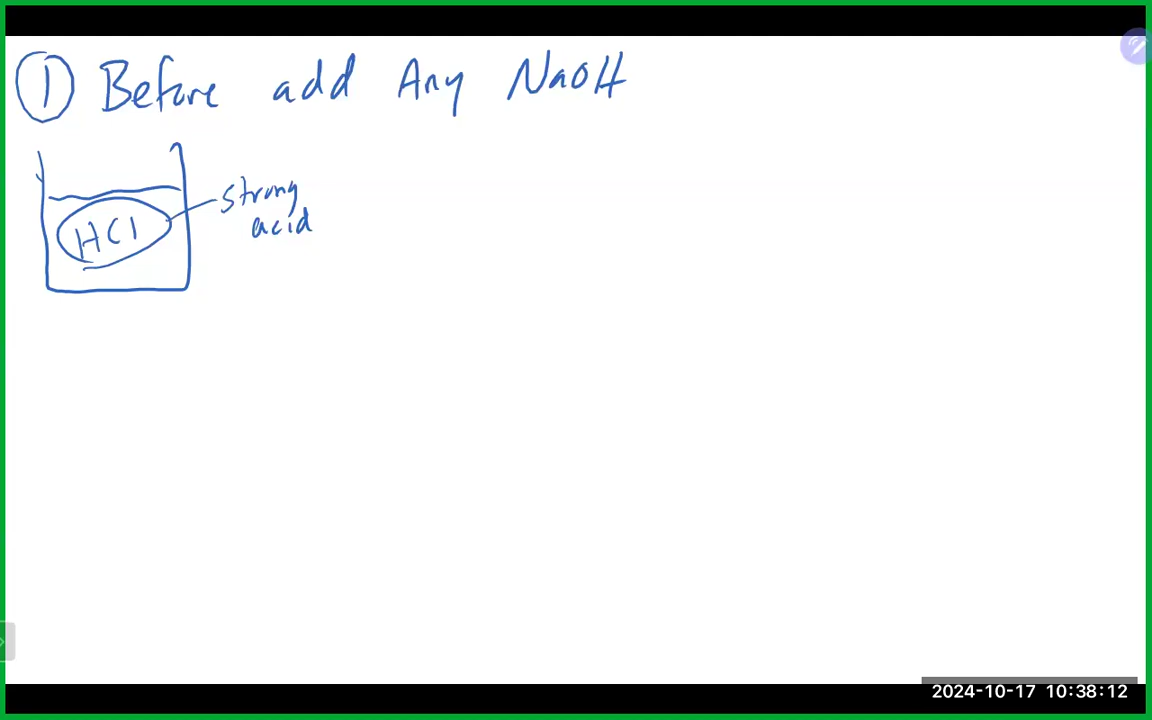 ① Before add Any NaOH
HCl
strong
acid
2024-10-17 10:38:12